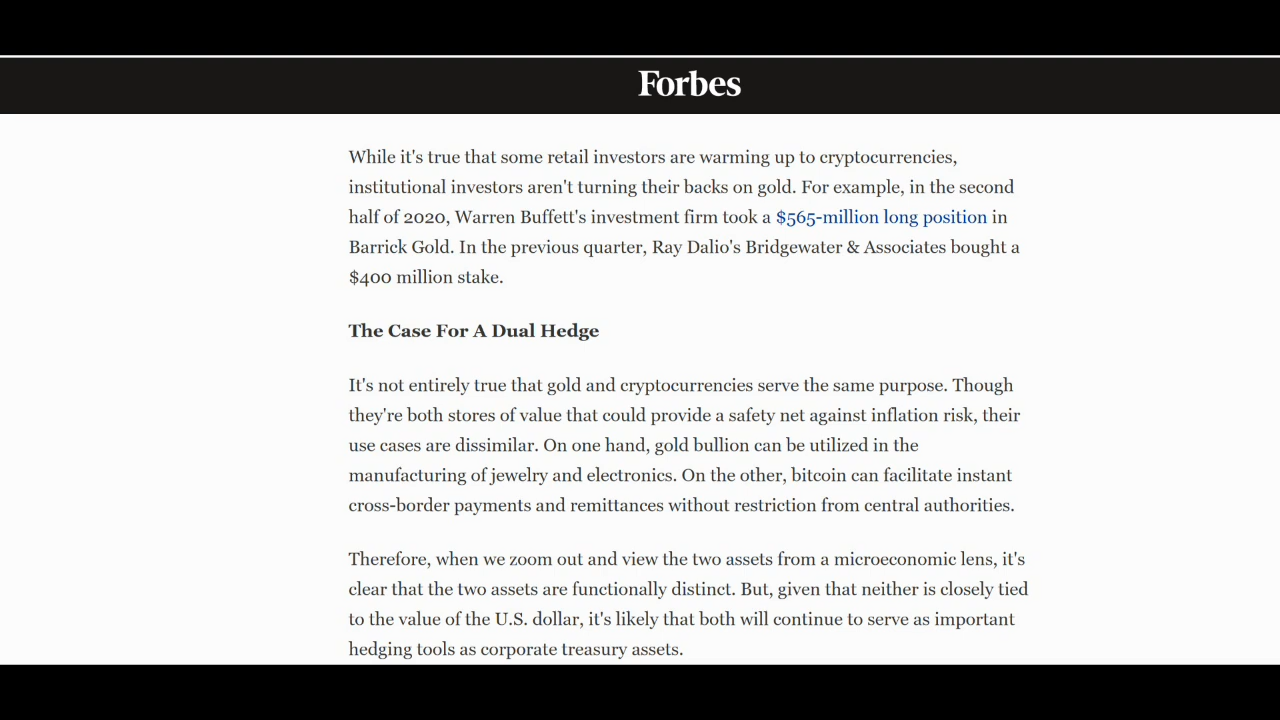 Forbes
While it's true that some retail investors are warming up to cryptocurrencies,
institutional investors aren't turning their backs on gold. For example, in the second
half of 2020, Warren Buffett's investment firm took a $565-million long position in
Barrick Gold. In the previous quarter, Ray Dalio's Bridgewater & Associates bought a
$400 million stake.
The Case For A Dual Hedge
It's not entirely true that gold and cryptocurrencies serve the same purpose. Though
they're both stores of value that could provide a safety net against inflation risk, their
use cases are dissimilar. On one hand, gold bullion can be utilized in the
manufacturing of jewelry and electronics. On the other, bitcoin can facilitate instant
cross-border payments and remittances without restriction from central authorities.
Therefore, when we zoom out and view the two assets from a microeconomic lens, it's
clear that the two assets are functionally distinct. But, given that neither is closely tied
to the value of the U.S. dollar, it's likely that both will continue to serve as important
hedging tools as corporate treasury assets.